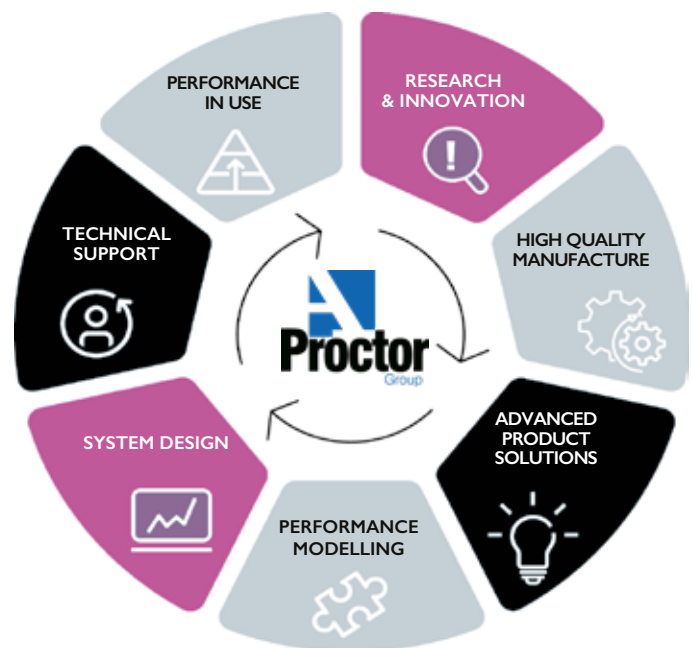 PERFORMANCE
IN USE
RESEARCH
& INNOVATION
HIGH QUALITY
MANUFACTURE
ADVANCED
PRODUCT
SOLUTIONS
PERFORMANCE
MODELLING
SYSTEM DESIGN
TECHNICAL
SUPPORT
A
Proctor
Group
!